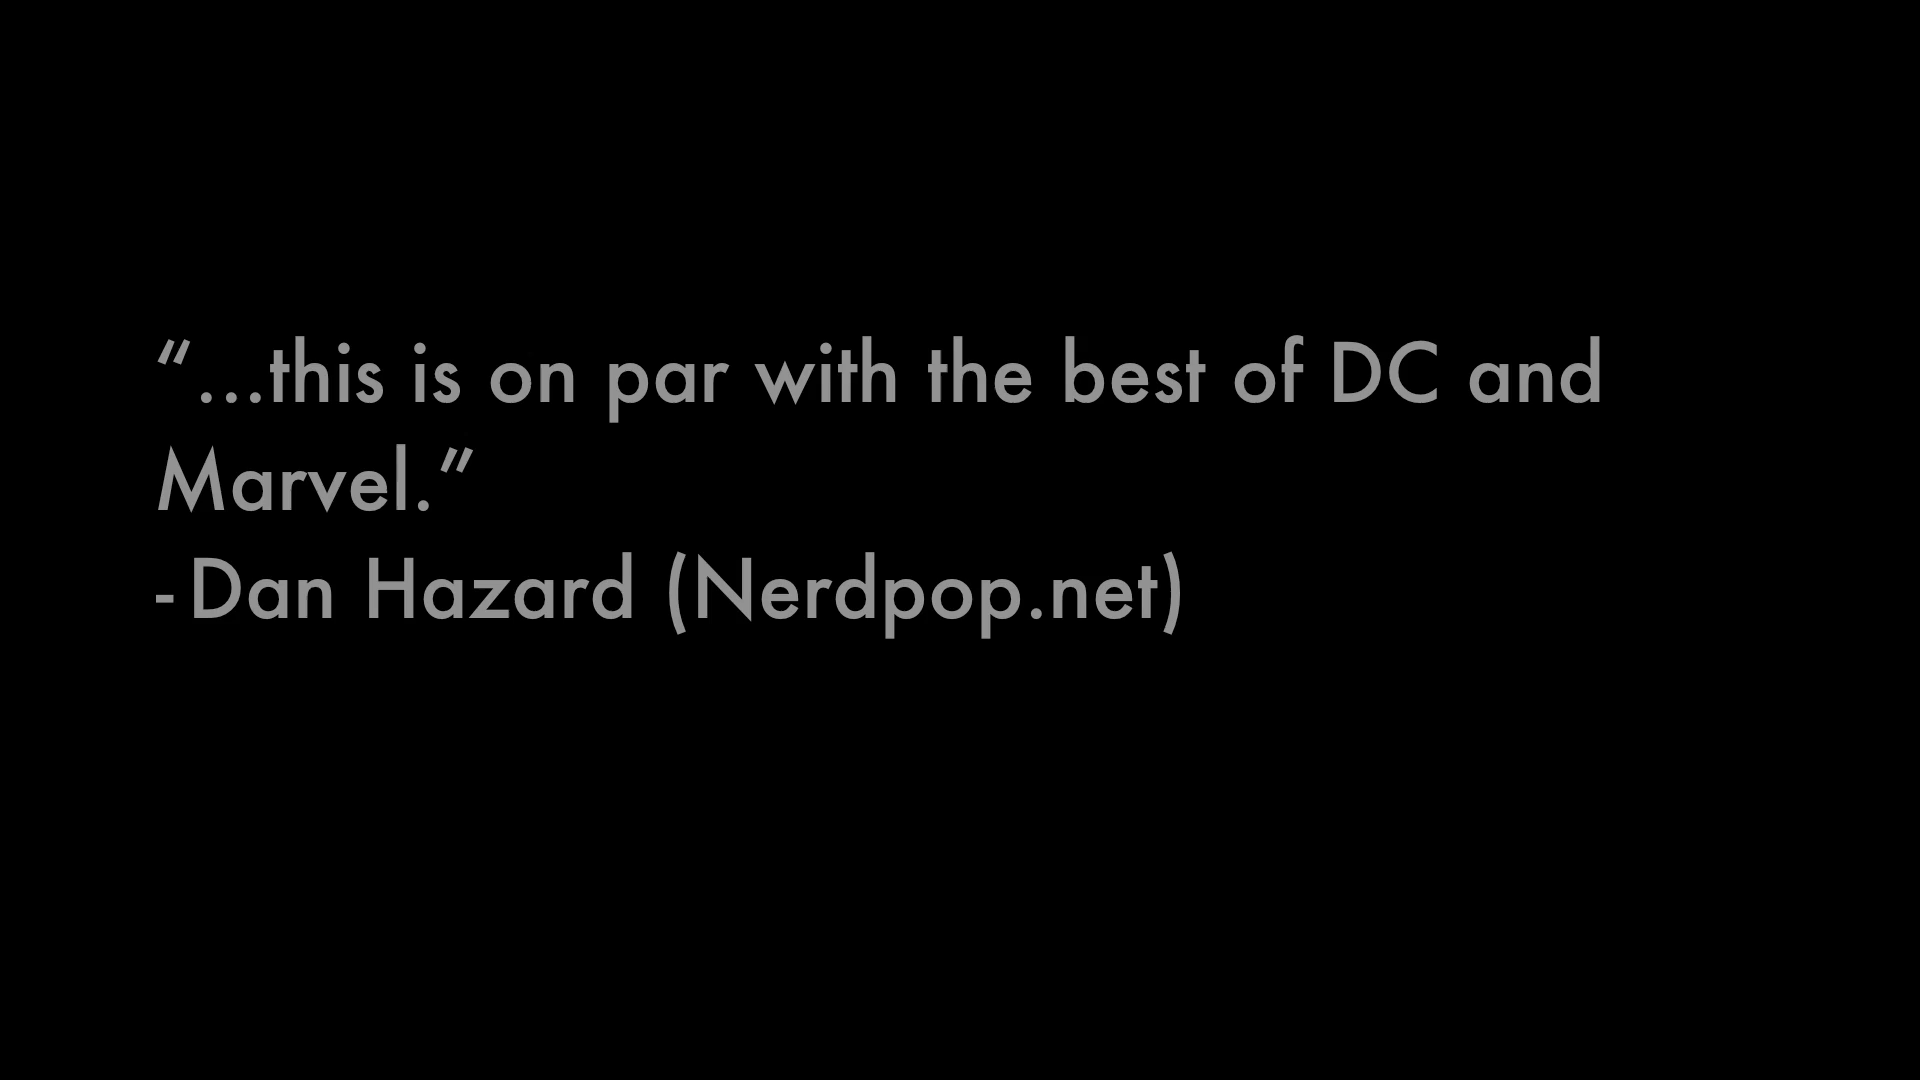 “...this is on par with the best of DC and
Marvel.”
- Dan Hazard (Nerdpop.net)